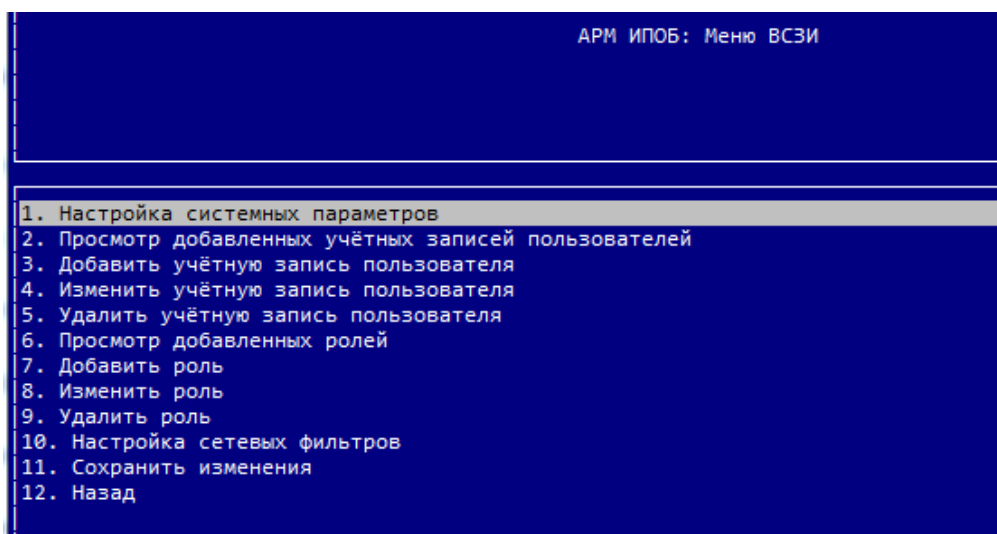 АРМ ИПОБ: Меню ВСЗИ
1. Настройка системных параметров
2. Просмотр добавленных учётных записей пользователей
3. Добавить учётную запись пользователя
4. Изменить учётную запись пользователя
5. Удалить учётную запись пользователя
6. Просмотр добавленных ролей
7. Добавить роль
8. Изменить роль
9. Удалить роль
10. Настройка сетевых фильтров
11. Сохранить изменения
12. Назад